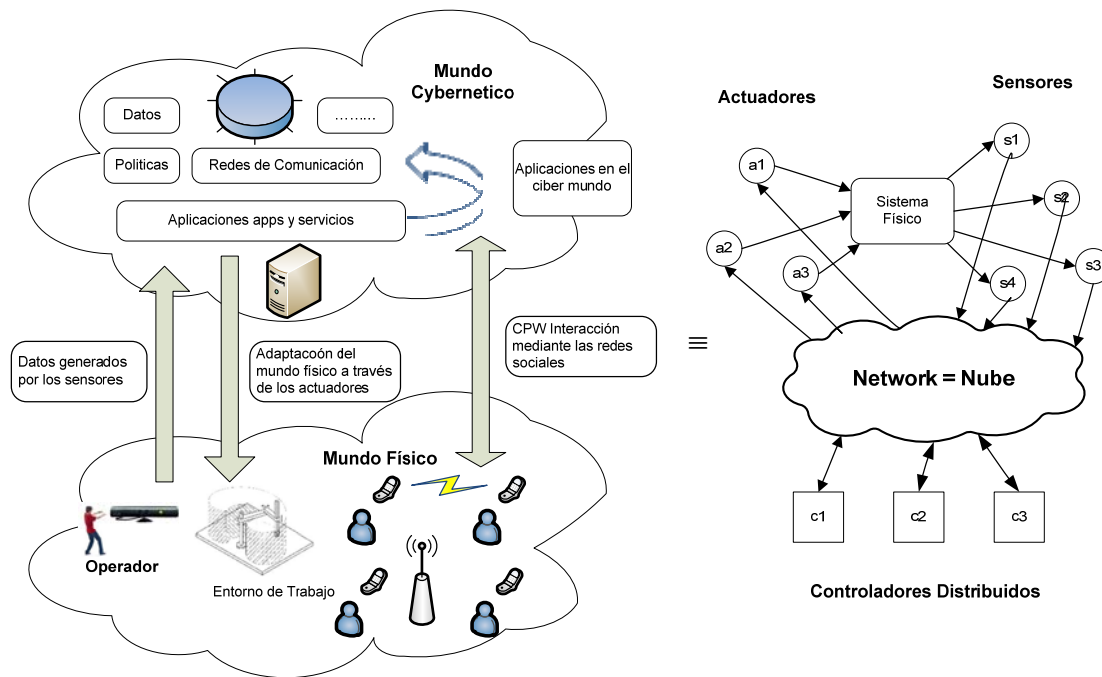 Mundo
Cybernetico
Datos
………
Politicas
Redes de Comunicación
Aplicaciones en el
ciber mundo
Aplicaciones apps y servicios
Datos generados
por los sensores
Adaptacoón del
mundo físico a través
de los actuadores
CPW Interacción
mediante las redes
sociales
Mundo Físico
Operador
Entorno de Trabajo
≡
Actuadores
Sensores
a1
s1
Sistema
Físico
s2
a2
a3
s3
s4
Network = Nube
c1
c2
c3
Controladores Distribuidos